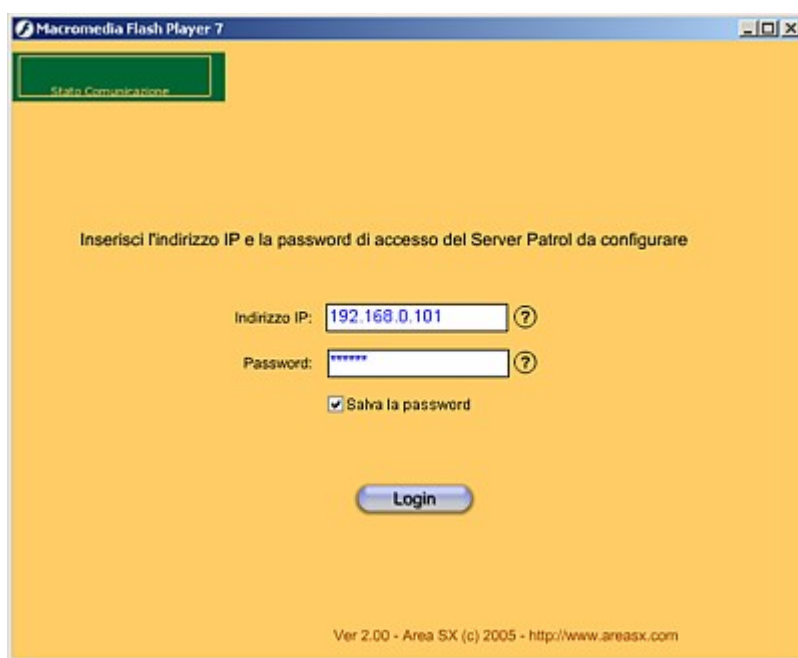 Macromedia Flash Player 7
Stato Comunicazione
Inserisci l'indirizzo IP e la password di accesso del Server Patrol da configurare
Indirizzo IP: 192.168.0.101 ?
Password: ****** ?
Salva la password
Login
Ver 2.00 - Area SX (c) 2005 - http://www.areasx.com